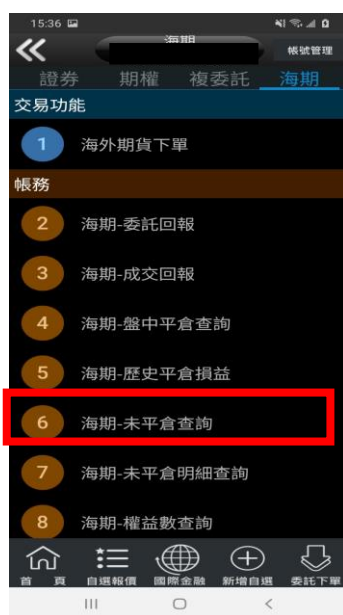 15:36
海期
帳號管理
證券 期權 複委託 海期
交易功能
1 海外期貨下單
帳務
2 海期-委託回報
3 海期-成交回報
4 海期-盤中平倉查詢
5 海期-歷史平倉損益
6 海期-未平倉查詢
7 海期-未平倉明細查詢
8 海期-權益數查詢
首 頁 自選報價 國際金融 新增自選 委託下單